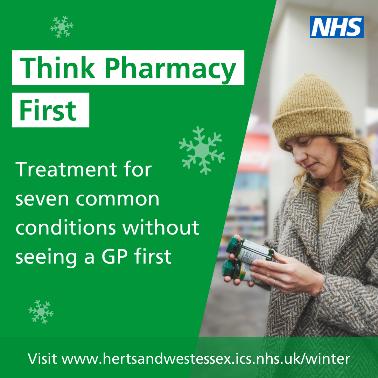 NHS
Think Pharmacy
First
Treatment for
seven common
conditions without
seeing a GP first
Visit www.hertsandwestessex.ics.nhs.uk/winter